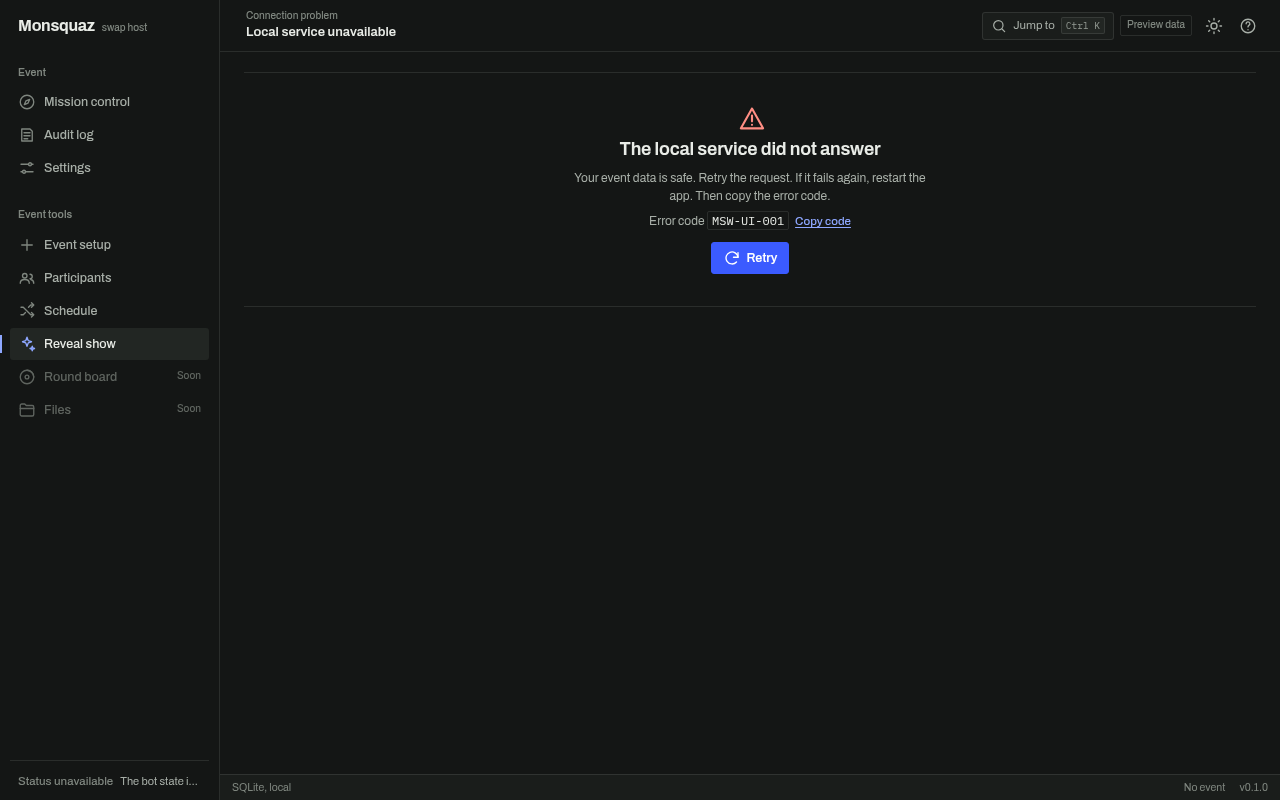 Monsquaz swap host
Event
Mission control
Audit log
Settings
Event tools
Event setup
Participants
Schedule
Reveal show
Round board Soon
Files Soon
Status unavailable The bot state i...
Connection problem
Local service unavailable
Jump to Ctrl K
Preview data
The local service did not answer
Your event data is safe. Retry the request. If it fails again, restart the
app. Then copy the error code.
Error code MSW-UI-001 Copy code
Retry
SQLite, local
No event v0.1.0